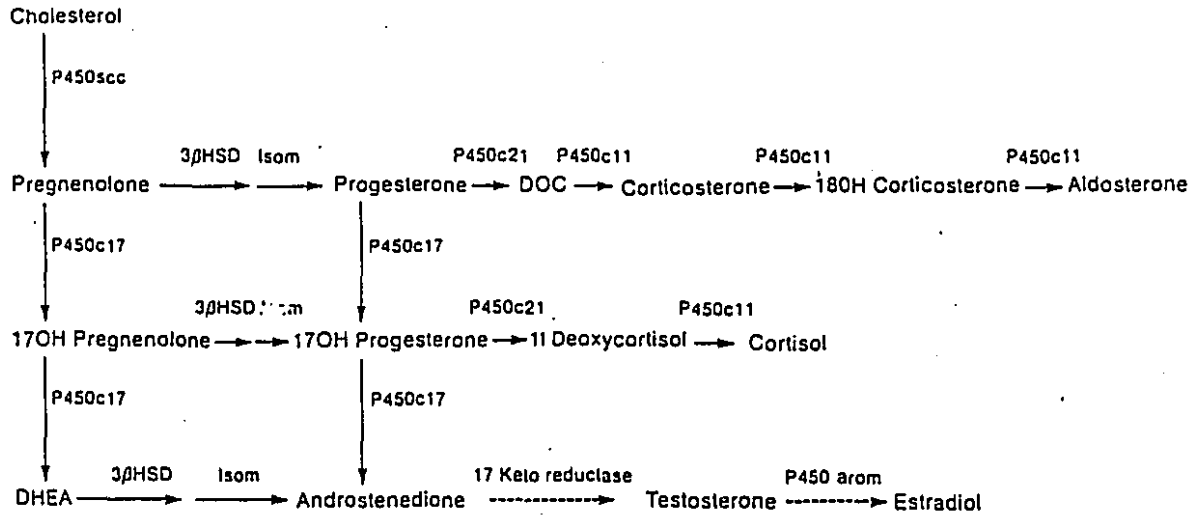 Cholesterol
P450scc
3βHSD Isom P450c21 P450c11 P450c11 P450c11
Pregnenolone Progesterone DOC Corticosterone 18OH Corticosterone Aldosterone
P450c17 P450c17
3βHSD P450c21 P450c11
17OH Pregnenolone 17OH Progesterone 11 Deoxycortisol Cortisol
P450c17 P450c17
3βHSD Isom 17 Keto reductase P450 arom
DHEA Androstenedione Testosterone Estradiol